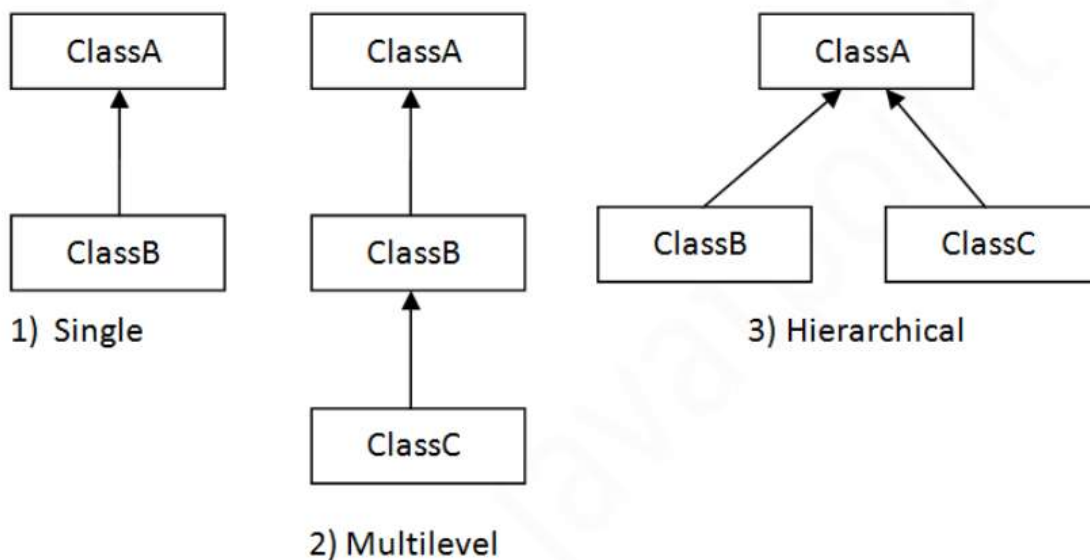 ClassA
ClassB
1) Single
ClassA
ClassB
ClassC
2) Multilevel
ClassA
ClassB
ClassC
3) Hierarchical